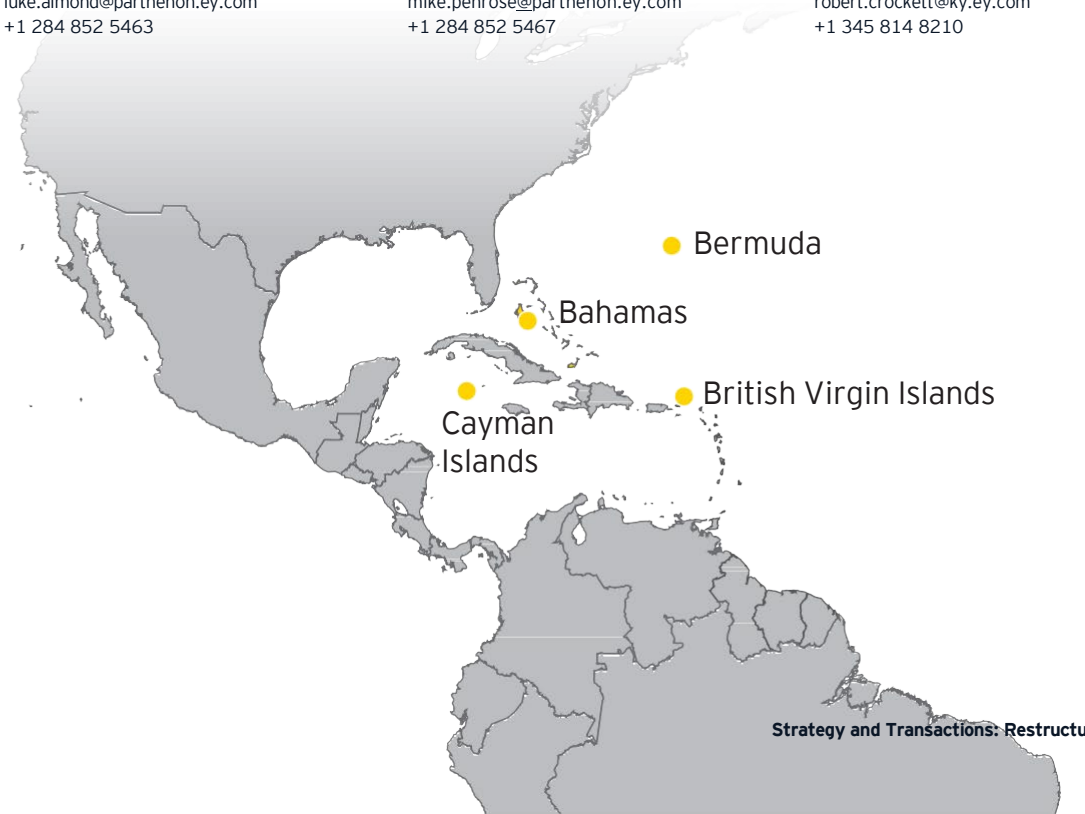 luke.almond@parthenon.ey.com
mike.penrose@parthenon.ey.com
robert.crockett@ky.ey.com
+1 284 852 5463
+1 284 852 5467
+1 345 814 8210
Bermuda
Bahamas
British Virgin Islands
Cayman
Islands
Strategy and Transactions: Restructu